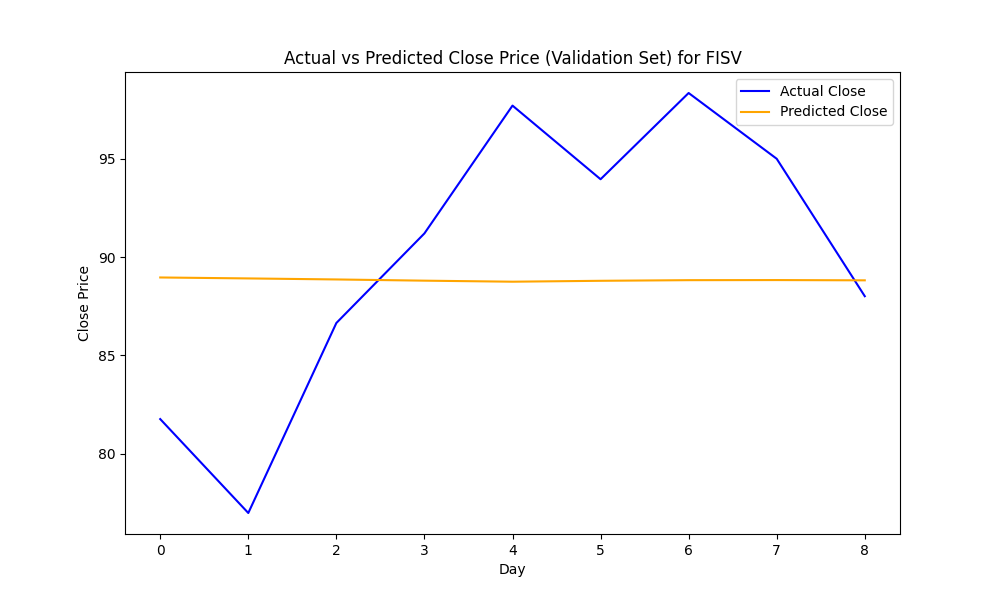 Actual vs Predicted Close Price (Validation Set) for FISV
Actual Close
Predicted Close
95
90
85
80
Close Price
0 1 2 3 4 5 6 7 8
Day